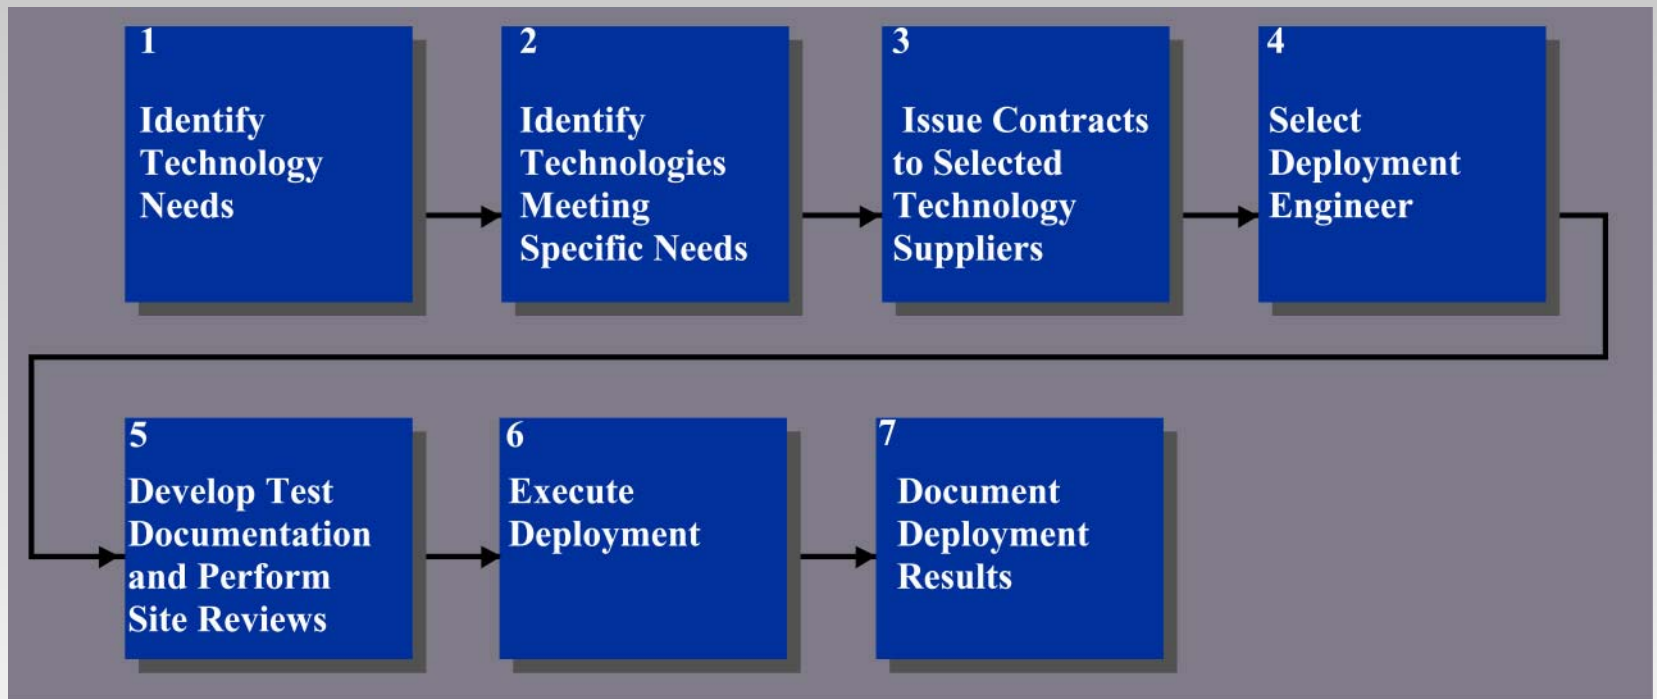 1
Identify
Technology
Needs
2
Identify
Technologies
Meeting
Specific Needs
3
Issue Contracts
to Selected
Technology
Suppliers
4
Select
Deployment
Engineer
5
Develop Test
Documentation
and Perform
Site Reviews
6
Execute
Deployment
7
Document
Deployment
Results